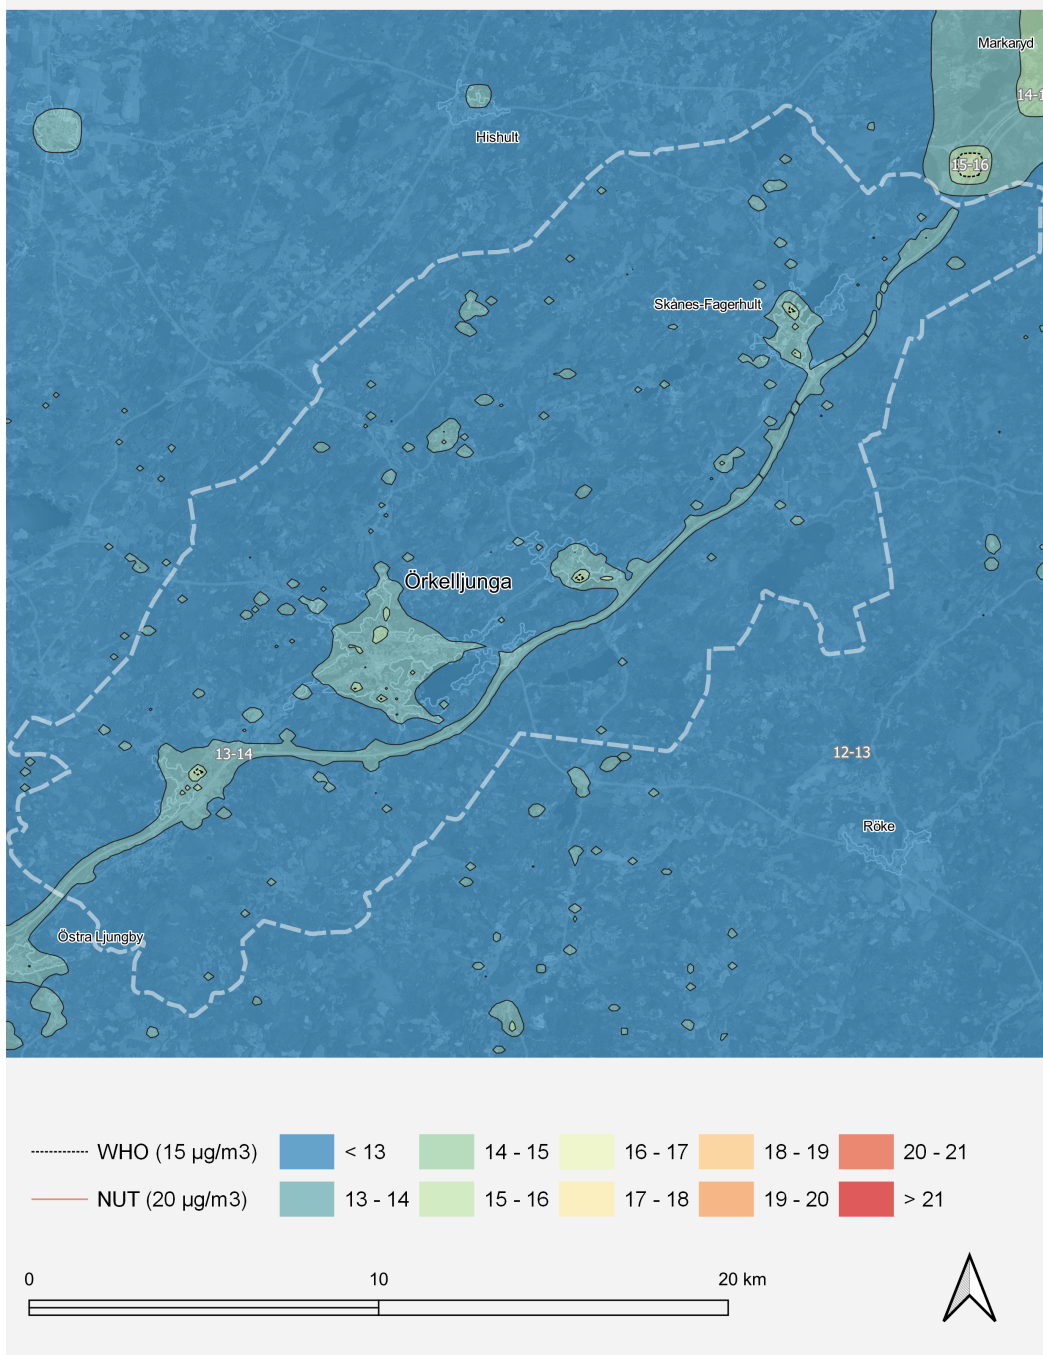 Markaryd
14-1
Hishult
15-16
Skånes-Fagerhult
Örkelljunga
13-14
12-13
Röke
Östra Ljungby
WHO (15 µg/m3)
< 13
14 - 15
16 - 17
18 - 19
20 - 21
NUT (20 µg/m3)
13 - 14
15 - 16
17 - 18
19 - 20
> 21
0
10
20 km